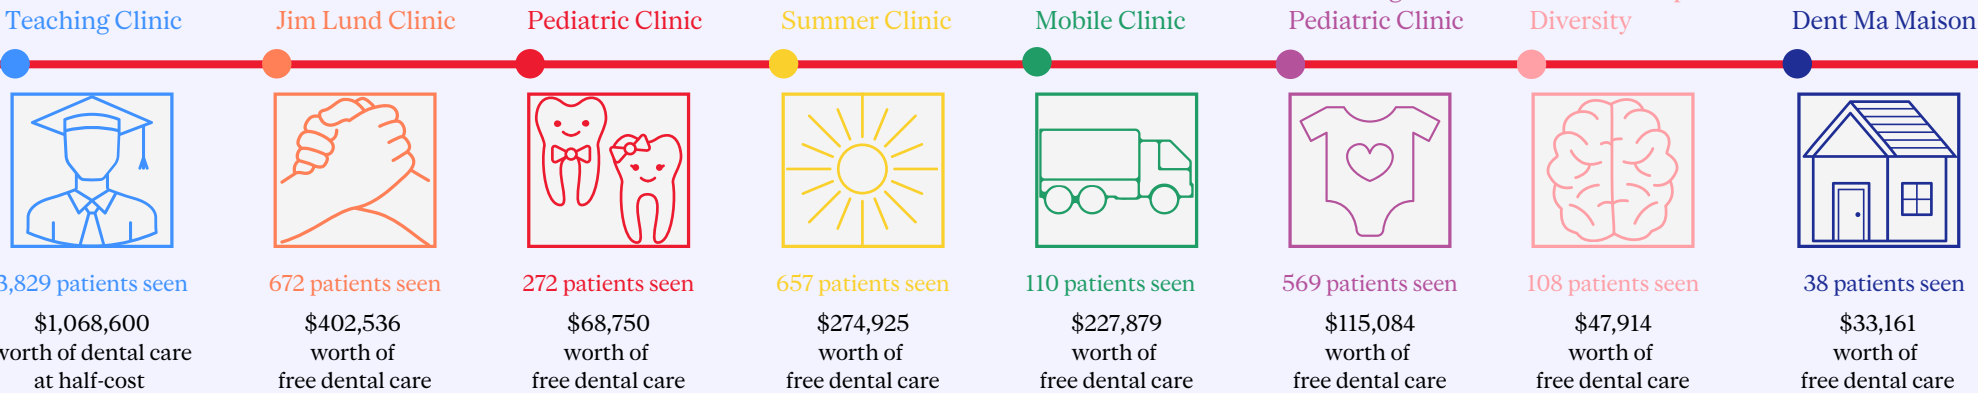 Teaching Clinic
Jim Lund Clinic
Pediatric Clinic
Summer Clinic
Mobile Clinic
Pediatric Clinic
Diversity
Dent Ma Maison
3,829 patients seen
$1,068,600
worth of dental care
at half-cost
672 patients seen
$402,536
worth of
free dental care
272 patients seen
$68,750
worth of
free dental care
657 patients seen
$274,925
worth of
free dental care
110 patients seen
$227,879
worth of
free dental care
569 patients seen
$115,084
worth of
free dental care
108 patients seen
$47,914
worth of
free dental care
38 patients seen
$33,161
worth of
free dental care